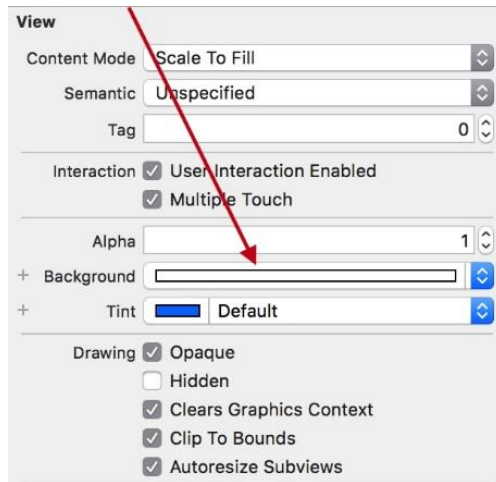 View
Content Mode Scale To Fill
Semantic Unspecified
Tag 0
Interaction User Interaction Enabled
Multiple Touch
Alpha 1
+ Background
+ Tint Default
Drawing Opaque
Hidden
Clears Graphics Context
Clip To Bounds
Autoresize Subviews